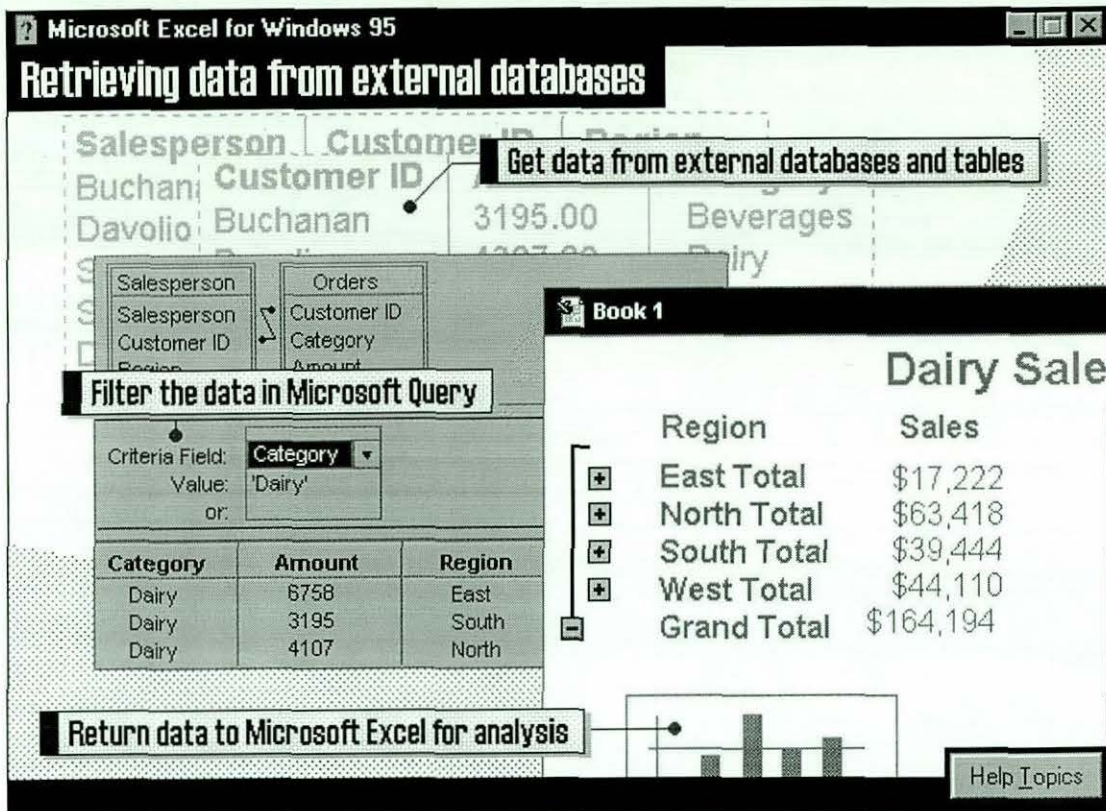 Microsoft Excel for Windows 95
Retrieving data from external databases
Salesperson Customer ID Region
Get data from external databases and tables
Customer ID
Buchanan 3195.00 Beverages
Davolio
Salesperson Orders
Salesperson Customer ID
Customer ID Category
Region Amount
Filter the data in Microsoft Query
Criteria Field: Category
Value: 'Dairy'
or:
Category Amount Region
Dairy 6758 East
Dairy 3195 South
Dairy 4107 North
Book 1
Dairy Sale
Region Sales
East Total $17,222
North Total $63,418
South Total $39,444
West Total $44,110
Grand Total $164,194
Return data to Microsoft Excel for analysis
Help Topics